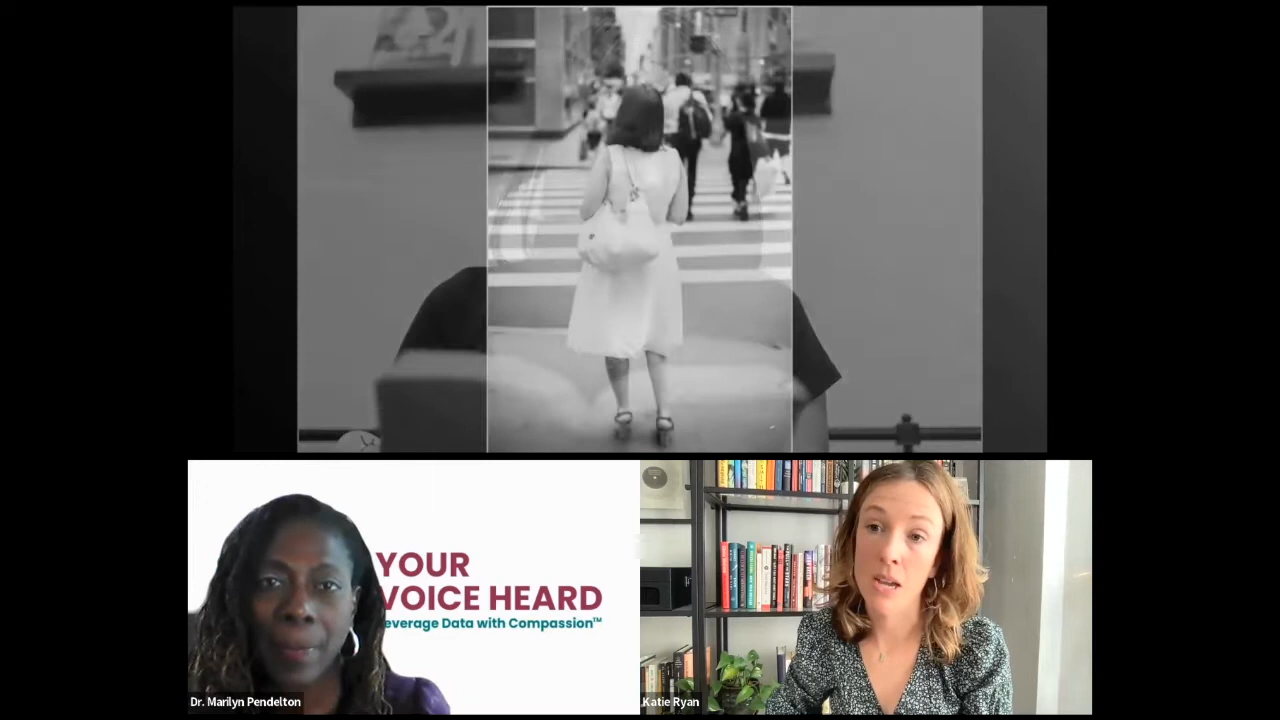 YOUR
VOICE HEARD
everage Data with Compassion™
Dr. Marilyn Pendelton
Katie Ryan